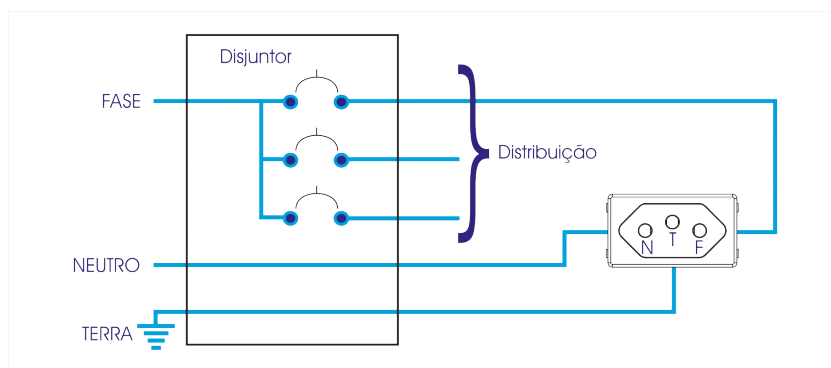 Disjuntor
FASE
Distribuição
N T F
NEUTRO
TERRA